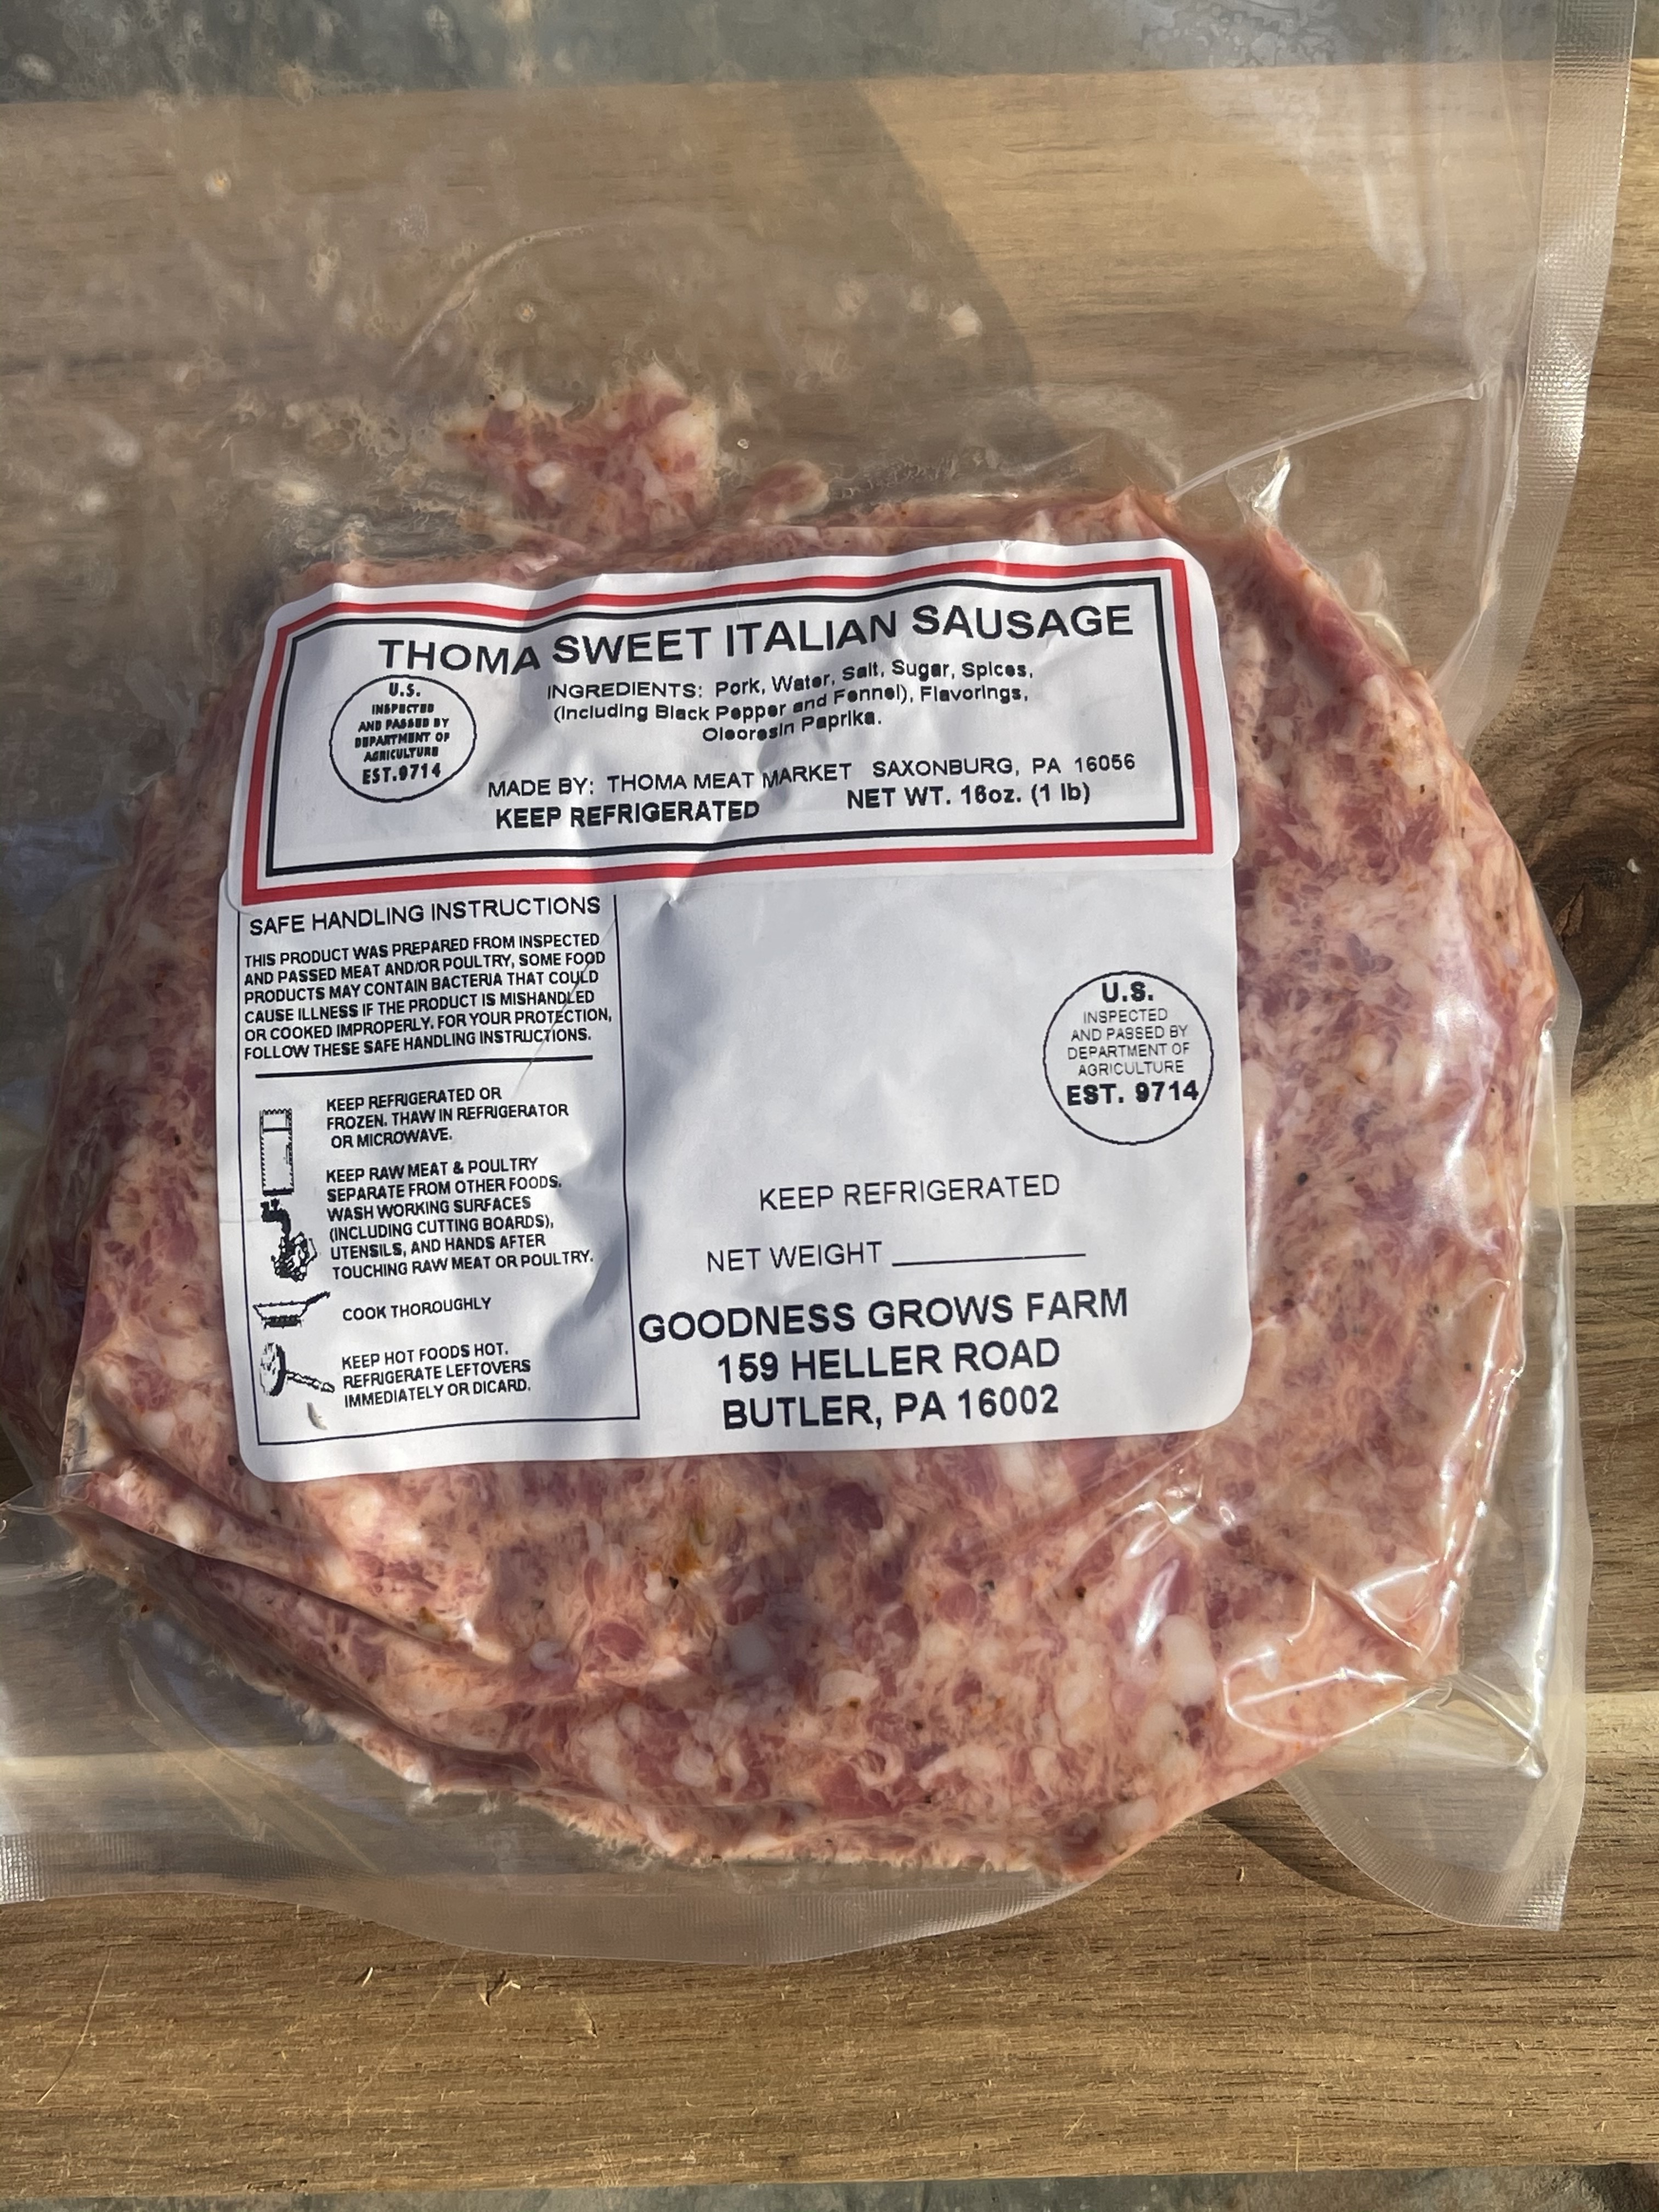 THOMA SWEET ITALIAN SAUSAGE
U.S.
INSPECTED
AND PASSED BY
DEPARTMENT OF
AGRICULTURE
EST.9714
INGREDIENTS: Pork, Water, Salt, Sugar, Spices,
(Including Black Pepper and Fennel), Flavorings,
Oleoresin Paprika.
MADE BY: THOMA MEAT MARKET SAXONBURG, PA 16056
KEEP REFRIGERATED NET WT. 16oz. (1 lb)
SAFE HANDLING INSTRUCTIONS
THIS PRODUCT WAS PREPARED FROM INSPECTED
AND PASSED MEAT AND/OR POULTRY, SOME FOOD
PRODUCTS MAY CONTAIN BACTERIA THAT COULD
CAUSE ILLNESS IF THE PRODUCT IS MISHANDLED
OR COOKED IMPROPERLY. FOR YOUR PROTECTION,
FOLLOW THESE SAFE HANDLING INSTRUCTIONS.
KEEP REFRIGERATED OR
FROZEN. THAW IN REFRIGERATOR
OR MICROWAVE.
KEEP RAW MEAT & POULTRY
SEPARATE FROM OTHER FOODS.
WASH WORKING SURFACES
(INCLUDING CUTTING BOARDS),
UTENSILS, AND HANDS AFTER
TOUCHING RAW MEAT OR POULTRY.
COOK THOROUGHLY
KEEP HOT FOODS HOT.
REFRIGERATE LEFTOVERS
IMMEDIATELY OR DICARD.
U.S.
INSPECTED
AND PASSED BY
DEPARTMENT OF
AGRICULTURE
EST. 9714
KEEP REFRIGERATED
NET WEIGHT
GOODNESS GROWS FARM
159 HELLER ROAD
BUTLER, PA 16002